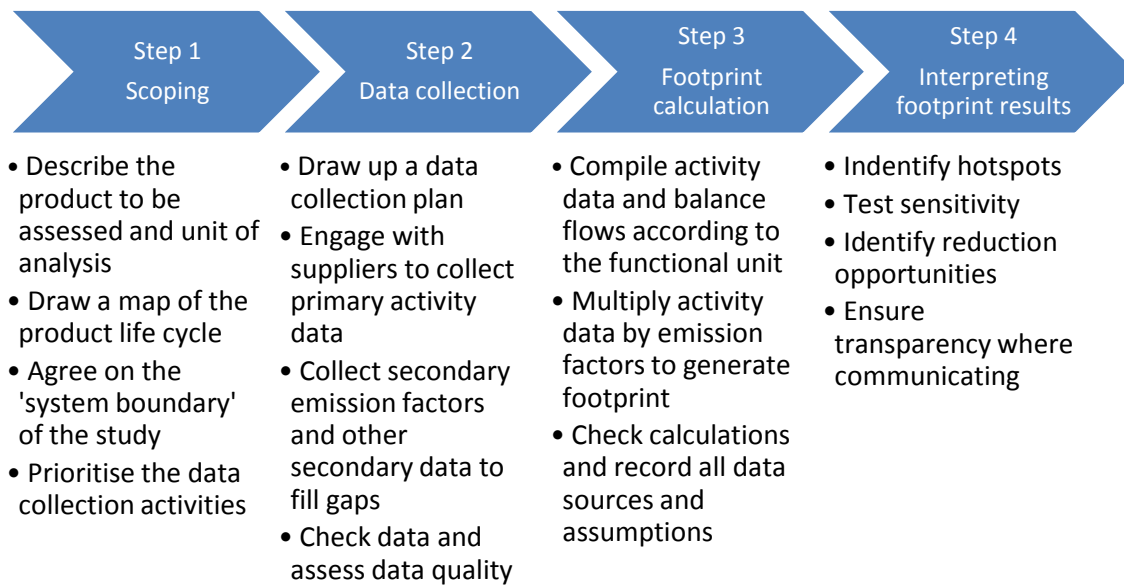 Step 1
Scoping
• Describe the
product to be
assessed and unit of
analysis
• Draw a map of the
product life cycle
• Agree on the
'system boundary'
of the study
• Prioritise the data
collection activities
Step 2
Data collection
• Draw up a data
collection plan
• Engage with
suppliers to collect
primary activity
data
• Collect secondary
emission factors
and other
secondary data to
fill gaps
• Check data and
assess data quality
Step 3
Footprint
calculation
• Compile activity
data and balance
flows according to
the functional unit
• Multiply activity
data by emission
factors to generate
footprint
• Check calculations
and record all data
sources and
assumptions
Step 4
Interpreting
footprint results
• Indentify hotspots
• Test sensitivity
• Identify reduction
opportunities
• Ensure
transparency where
communicating